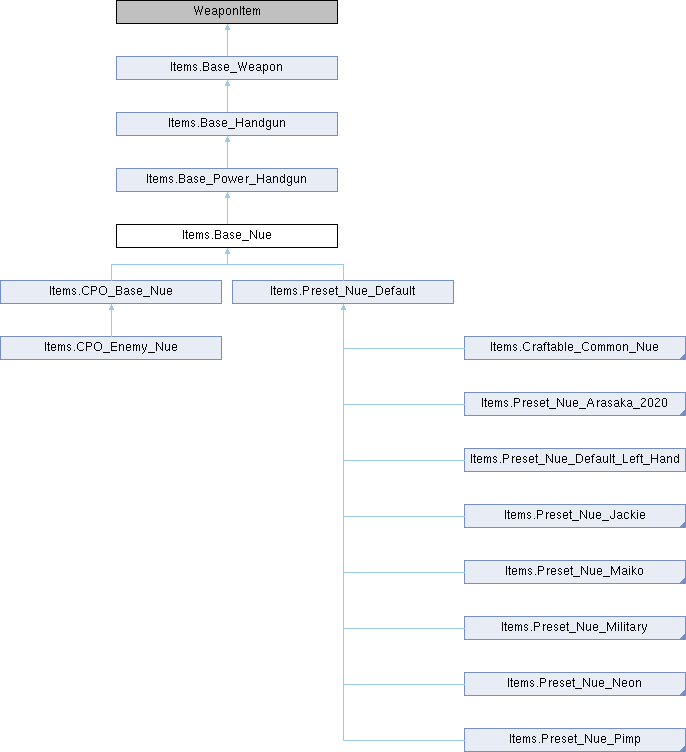 WeaponItem
Items.Base_Weapon
Items.Base_Handgun
Items.Base_Power_Handgun
Items.Base_Nue
Items.CPO_Base_Nue
Items.Preset_Nue_Default
Items.CPO_Enemy_Nue
Items.Craftable_Common_Nue
Items.Preset_Nue_Arasaka_2020
Items.Preset_Nue_Default_Left_Hand
Items.Preset_Nue_Jackie
Items.Preset_Nue_Maiko
Items.Preset_Nue_Military
Items.Preset_Nue_Neon
Items.Preset_Nue_Pimp